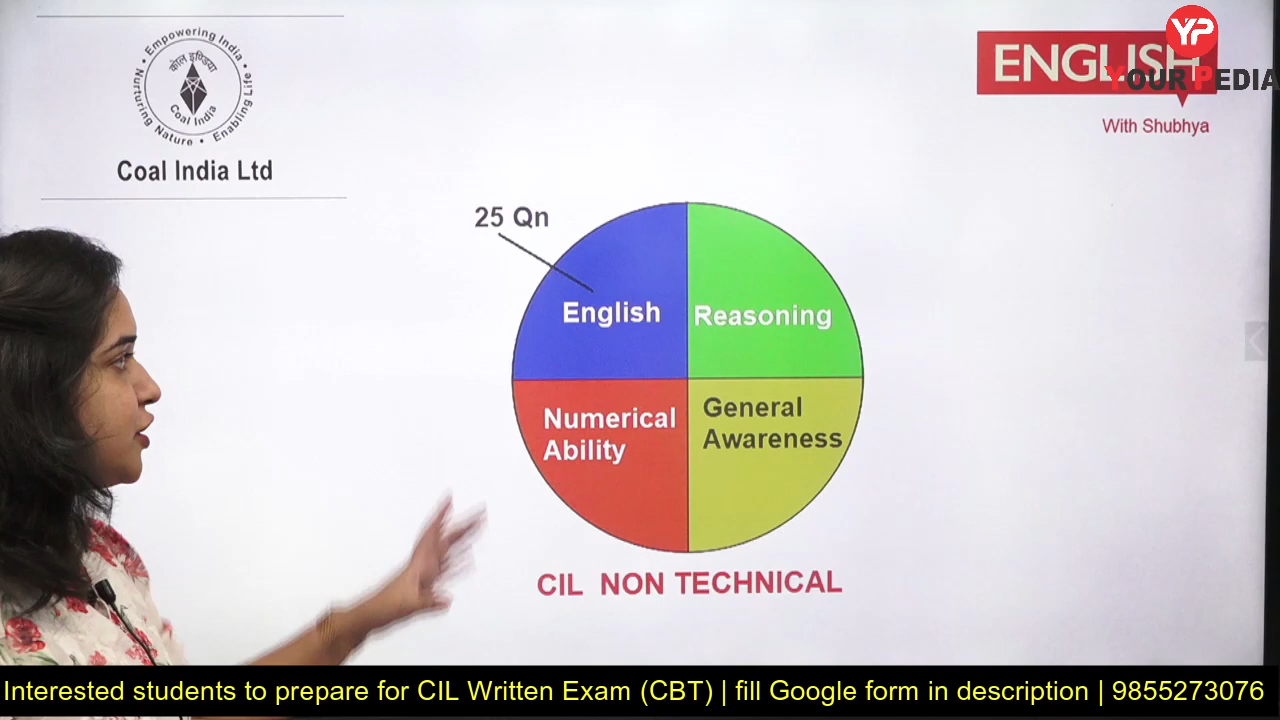 • Empowering India •
Nurturing Nature • Enabling Life
कोल इण्डिया
Coal India
Coal India Ltd
YP
ENGLISH
YOUR PEDIA
With Shubhya
25 Qn
English
Reasoning
Numerical
Ability
General
Awareness
CIL NON TECHNICAL
Interested students to prepare for CIL Written Exam (CBT) | fill Google form in description | 9855273076